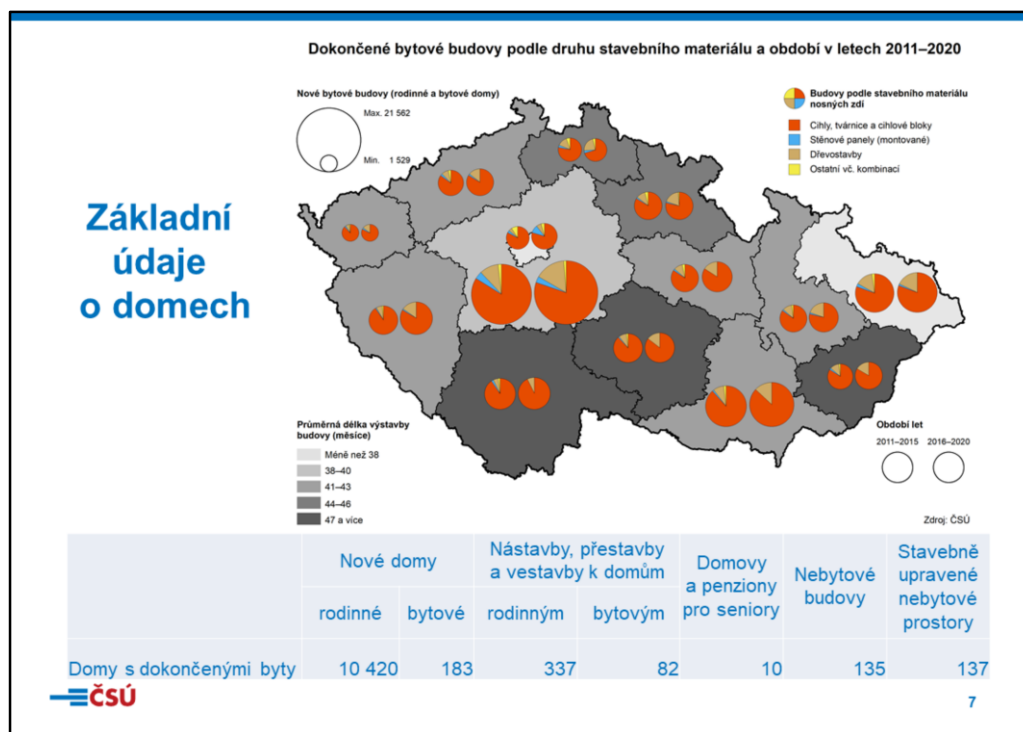 Dokončené bytové budovy podle druhu stavebního materiálu a období v letech 2011–2020
Nové bytové budovy (rodinné a bytové domy)
Max. 21 562
Min. 1 529
Budovy podle stavebního materiálu
nosných zdí
Cihly, tvárnice a cihlové bloky
Stěnové panely (montované)
Dřevostavby
Ostatní vč. kombinací
Základní
údaje
o domech
Průměrná délka výstavby
budovy (měsíce)
Méně než 38
38–40
41–43
44–46
47 a více
Období let
2011–2015 2016–2020
Zdroj: ČSÚ
Nové domy
Nástavby, přestavby
a vestavby k domům
Domovy
a penziony
pro seniory
Nebytové
budovy
Stavebně
upravené
nebytové
prostory
rodinné bytové rodinným bytovým
Domy s dokončenými byty 10 420 183 337 82 10 135 137
ČSÚ
7